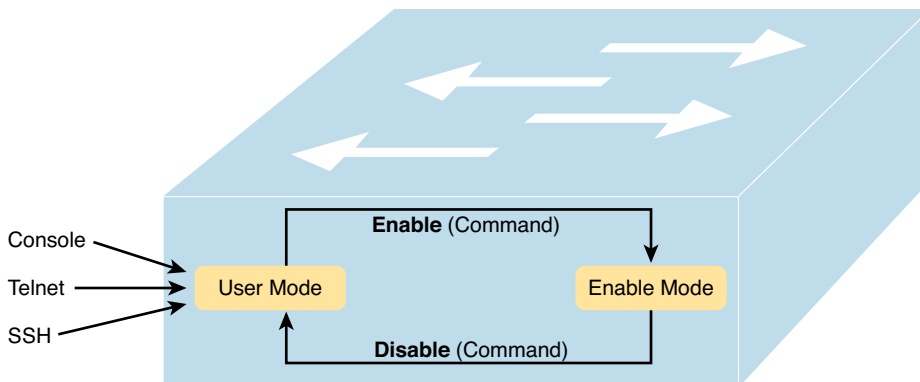 Enable (Command)
Console
Telnet
SSH
User Mode
Enable Mode
Disable (Command)